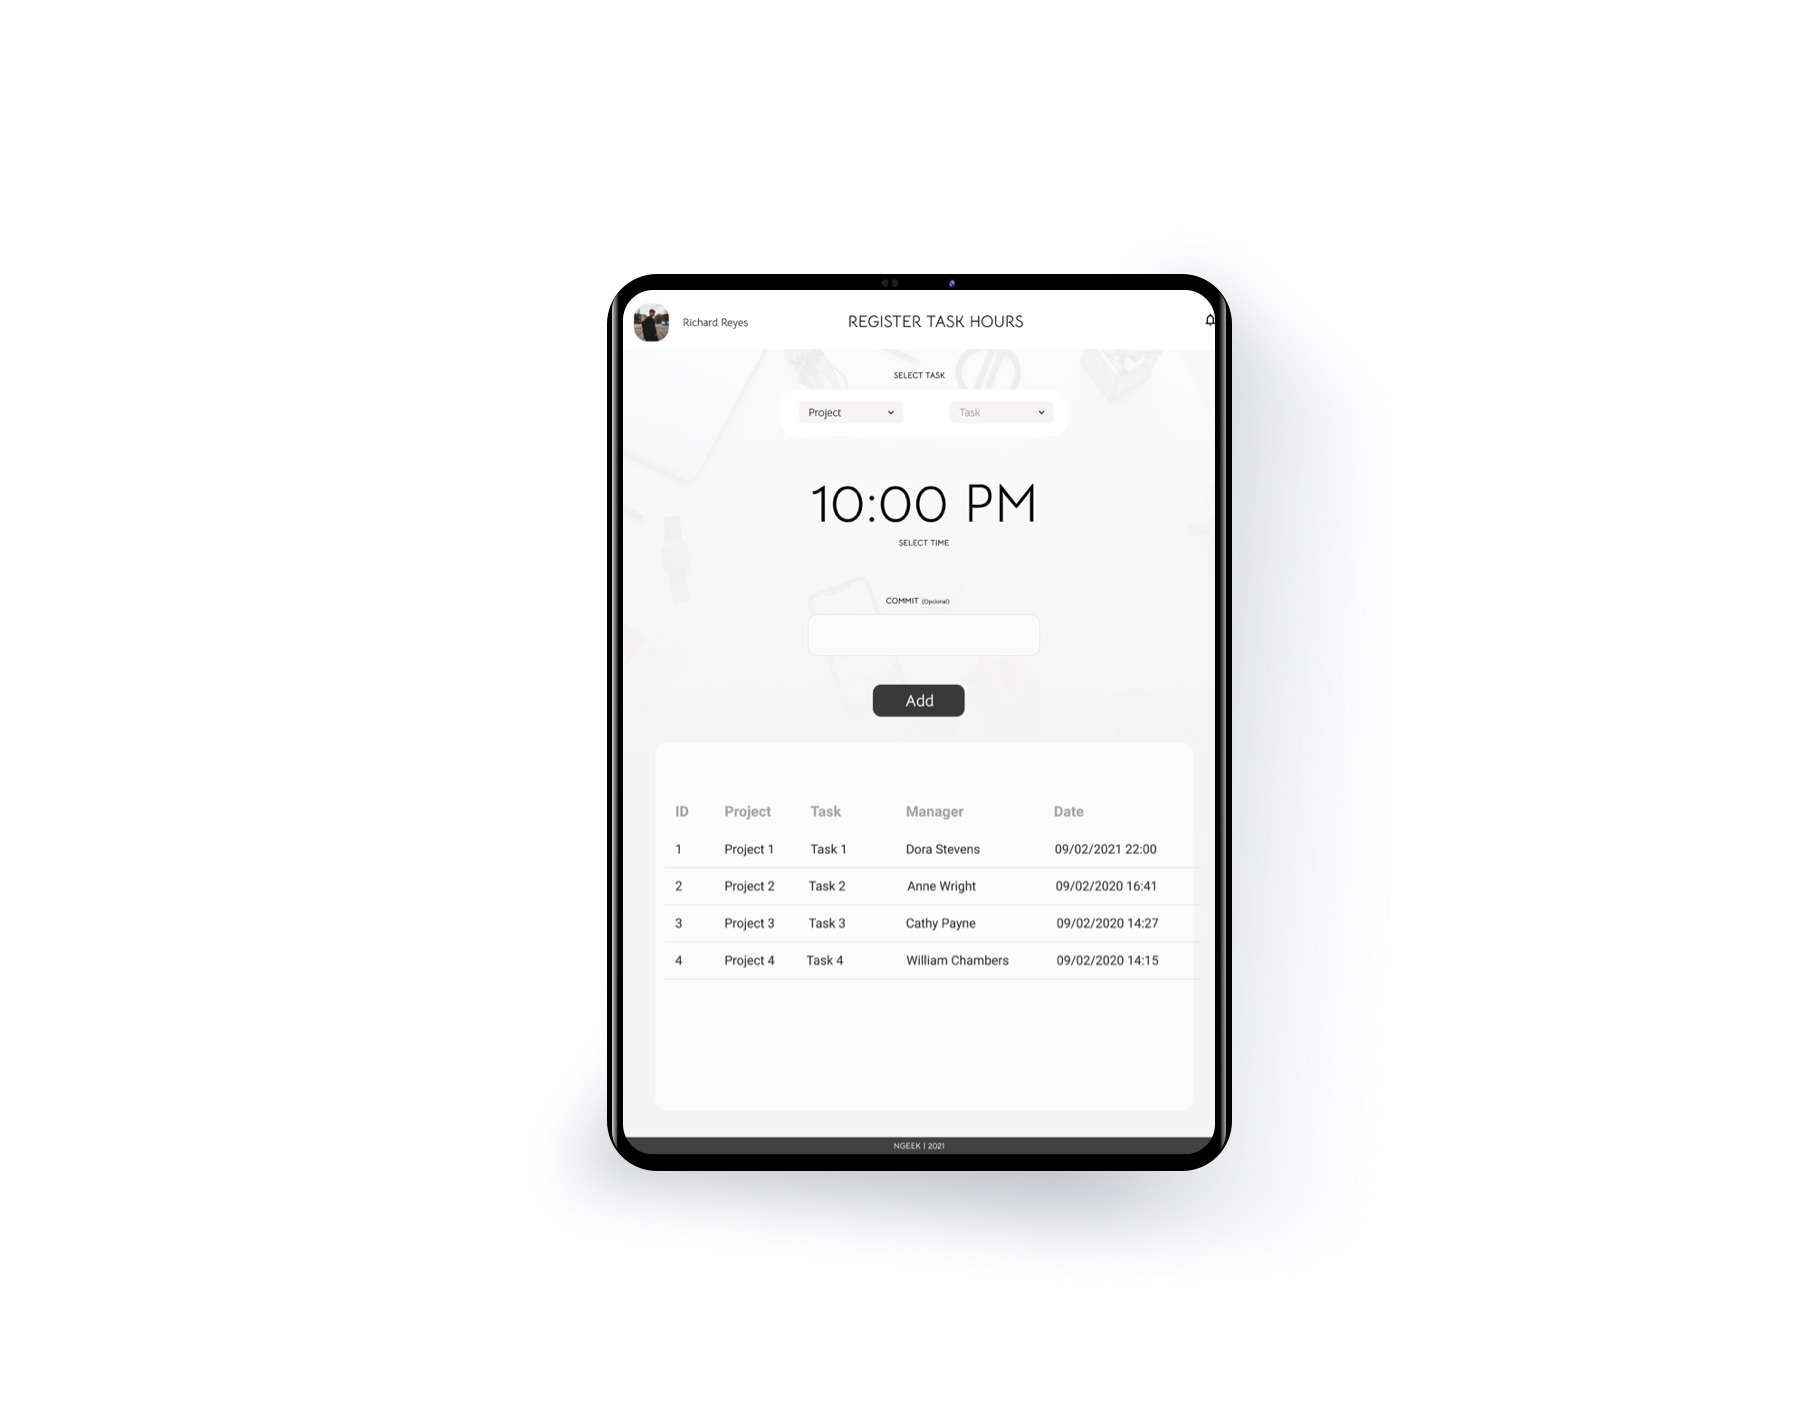 Richard Reyes
REGISTER TASK HOURS
SELECT TASK
Project
Task
10:00 PM
SELECT TIME
COMMIT (Opcional)
Add
ID Project Task Manager Date
1 Project 1 Task 1 Dora Stevens 09/02/2021 22:00
2 Project 2 Task 2 Anne Wright 09/02/2020 16:41
3 Project 3 Task 3 Cathy Payne 09/02/2020 14:27
4 Project 4 Task 4 William Chambers 09/02/2020 14:15
NGEEK | 2021